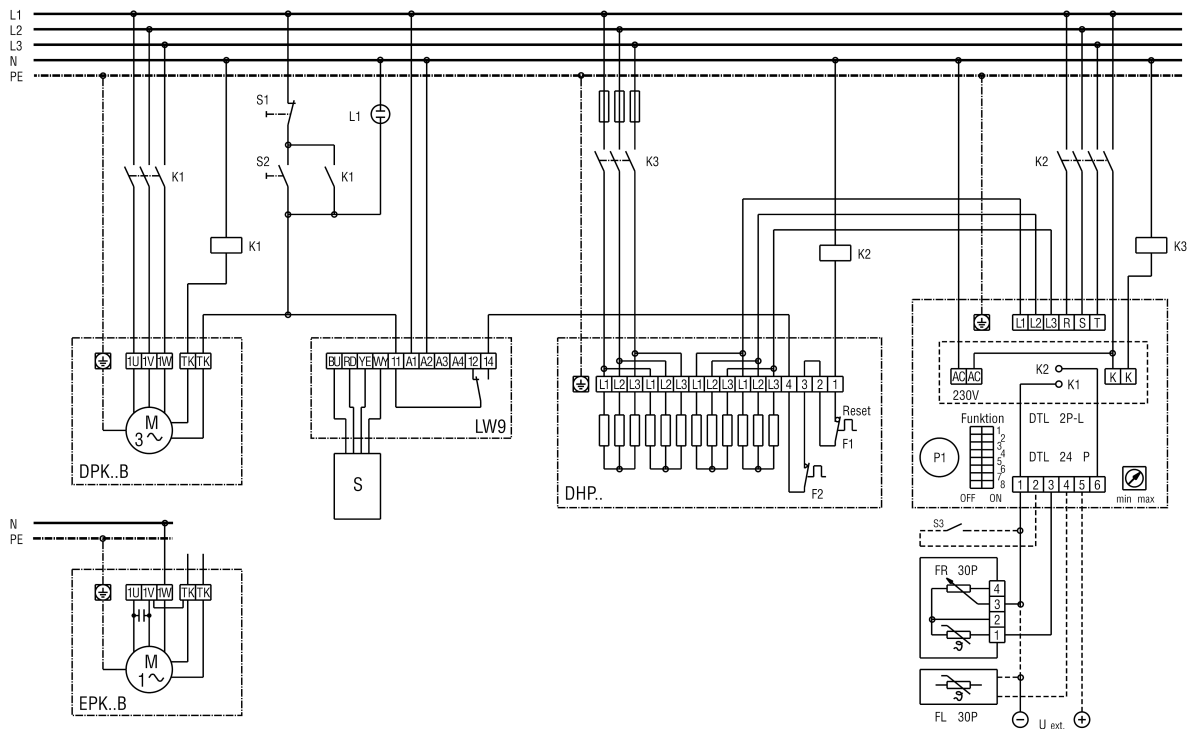 L1
L2
L3
N
PE
S1
L1
S2
K1
K1
K1
K3
K2
K2
K3
1U 1V 1W TK TK
M
3~
DPK..B
BU RD YE WY 11 A1 A2 A3 A4 12 14
LW9
S
L1 L2 L3 L1 L2 L3 L1 L2 L3 L1 L2 L3 4 3 2 1
Reset
F1
F2
DHP..
L1 L2 L3 R S T
AC AC
230V
K2
K1
K K
Funktion
DTL 2P-L
P1
1
2
3
4
5
6
7
8
DTL 24 P
OFF ON
1 2 3 4 5 6
min max
N
PE
1U 1V 1W TK TK
M
1~
EPK..B
S3
FR 30P
4
3
2
1
ϑ
ϑ
FL 30P
− U ext. +